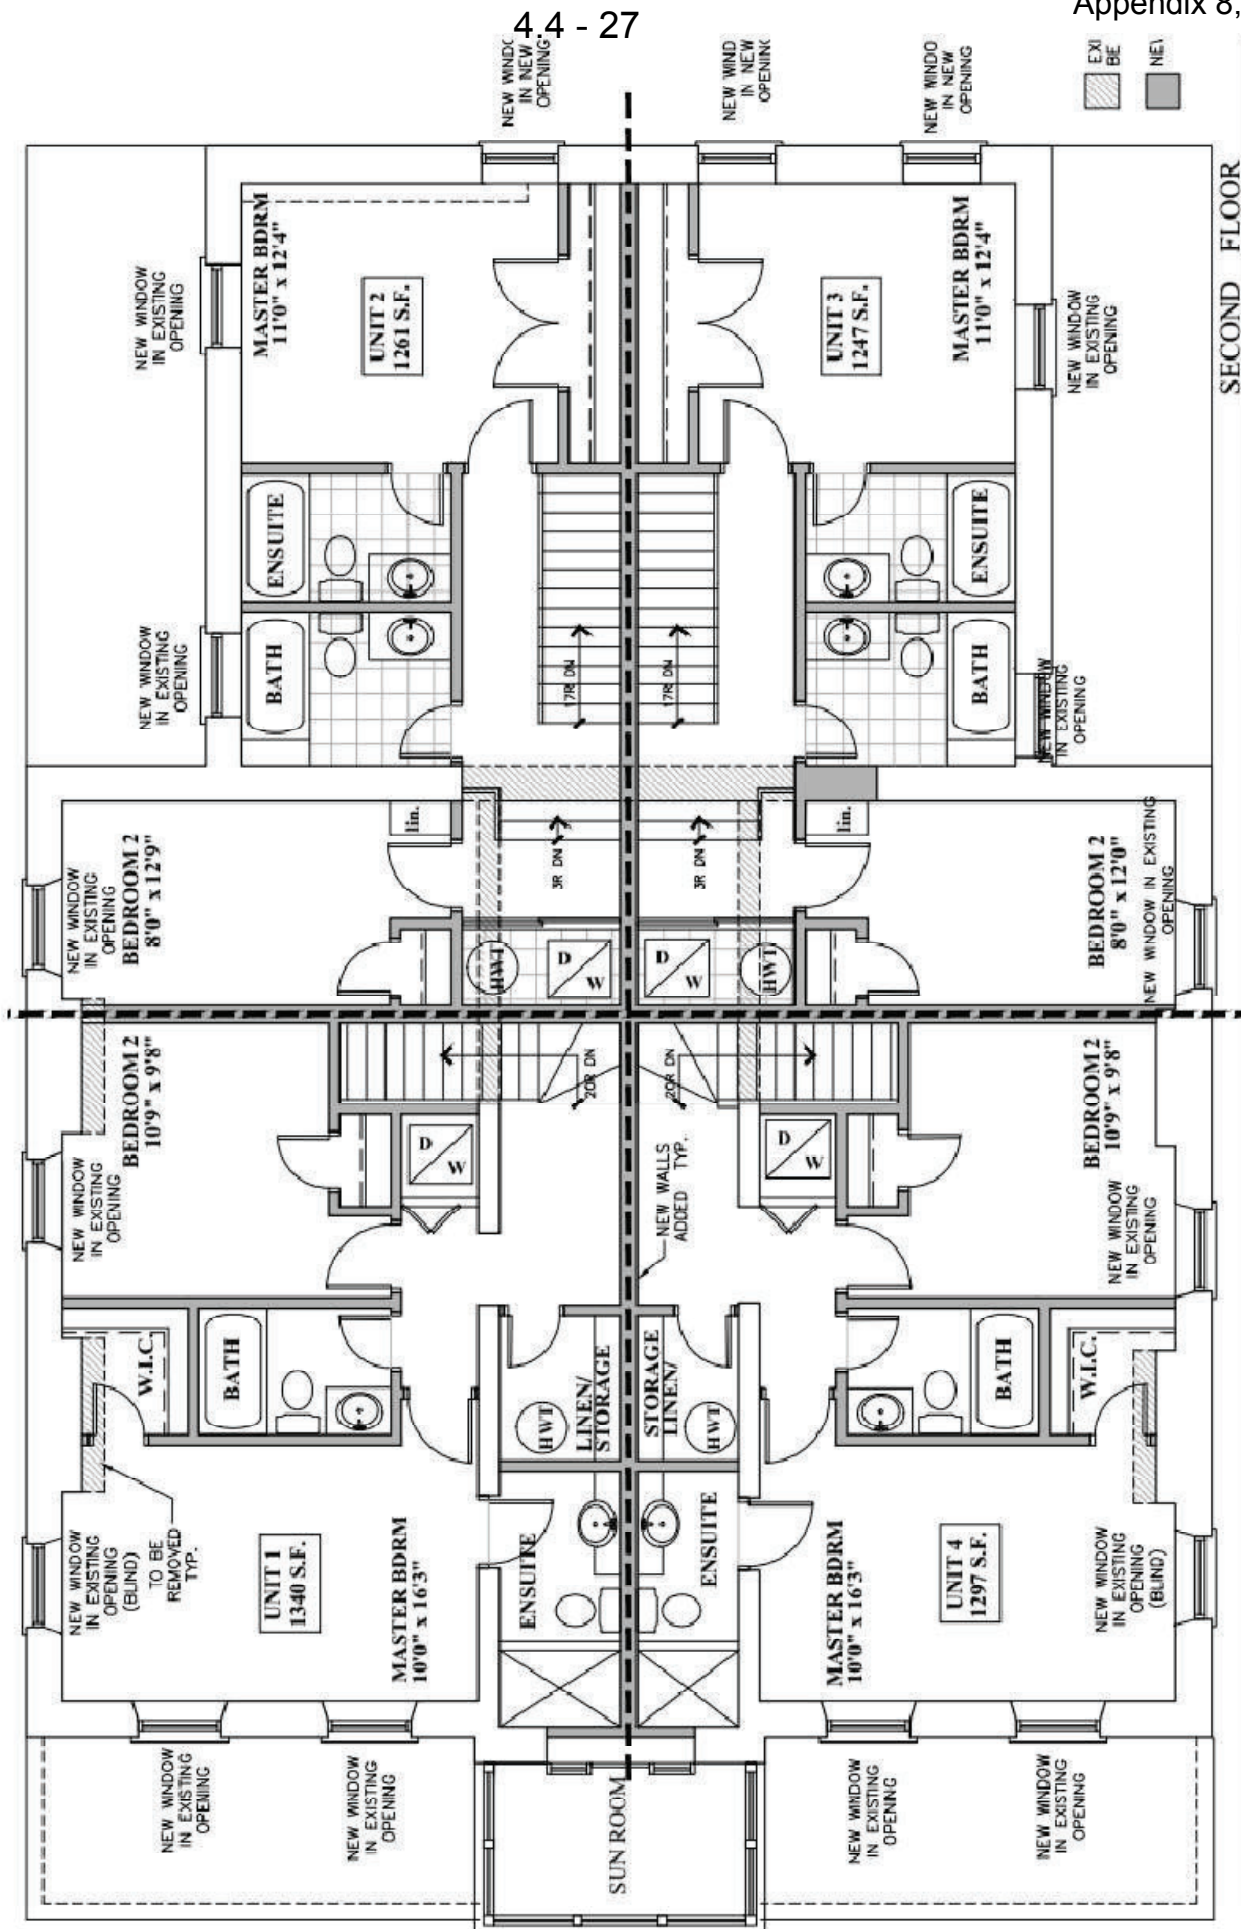 4.4 - 27
Appendix 8,
NEW WINDO
IN NEW
OPENING
NEW WIND
IN NEW
OPENING
NEW WINDO
IN NEW
OPENING
EXI
BE
NEW
NEW WINDOW
IN EXISTING
OPENING
MASTER BDRM
11'0" x 12'4"
UNIT 2
1261 S.F.
UNIT 3
1247 S.F.
MASTER BDRM
11'0" x 12'4"
NEW WINDOW
IN EXISTING
OPENING
SECOND FLOOR
ENSUITE
ENSUITE
NEW WINDOW
IN EXISTING
OPENING
BATH
17R DN
17R DN
BATH
NEW WINDOW
IN EXISTING
OPENING
NEW WINDOW
IN EXISTING
OPENING
BEDROOM 2
8'0" x 12'9"
lin.
3R DN
3R DN
lin.
BEDROOM 2
8'0" x 12'0"
NEW WINDOW IN EXISTING
OPENING
HWT
D
W
D
W
HWT
BEDROOM 2
10'9" x 9'8"
20R DN
20R DN
BEDROOM 2
10'9" x 9'8"
NEW WINDOW
IN EXISTING
OPENING
D
W
NEW WALLS
ADDED TYP.
D
W
NEW WINDOW
IN EXISTING
OPENING
W.I.C.
BATH
LINEN/
STORAGE
HWT
STORAGE
LINEN/
HWT
BATH
W.I.C.
NEW WINDOW
IN EXISTING
OPENING
(BLIND)
TO BE
REMOVED
TYP.
UNIT 1
1340 S.F.
MASTER BDRM
10'0" x 16'3"
ENSUITE
ENSUITE
MASTER BDRM
10'0" x 16'3"
UNIT 4
1297 S.F.
NEW WINDOW
IN EXISTING
OPENING
(BLIND)
NEW WINDOW
IN EXISTING
OPENING
NEW WINDOW
IN EXISTING
OPENING
SUN ROOM
NEW WINDOW
IN EXISTING
OPENING
NEW WINDOW
IN EXISTING
OPENING